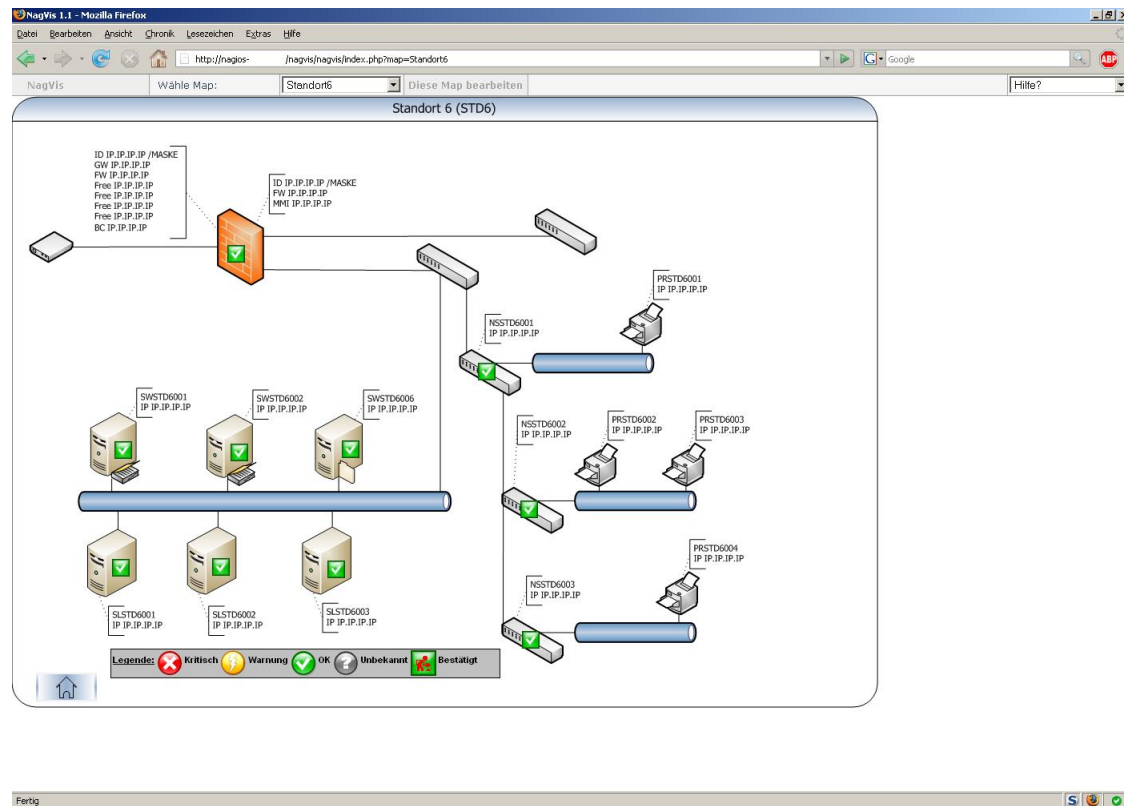 NagVis 1.1 - Mozilla Firefox
Datei Bearbeiten Ansicht Chronik Lesezeichen Extras Hilfe
http://nagios- /nagvis/nagvis/index.php?map=Standort6
G Google
ABP
NagVis Wähle Map: Standort6 Diese Map bearbeiten Hilfe?
Standort 6 (STD6)
ID IP.IP.IP.IP /MASKE
GW IP.IP.IP.IP
FW IP.IP.IP.IP
Free IP.IP.IP.IP
Free IP.IP.IP.IP
Free IP.IP.IP.IP
Free IP.IP.IP.IP
BC IP.IP.IP.IP
ID IP.IP.IP.IP /MASKE
FW IP.IP.IP.IP
MMI IP.IP.IP.IP
PRSTD6001
IP IP.IP.IP.IP
NSSTD6001
IP IP.IP.IP.IP
SWSTD6001
IP IP.IP.IP.IP
SWSTD6002
IP IP.IP.IP.IP
SWSTD6006
IP IP.IP.IP.IP
NSSTD6002
IP IP.IP.IP.IP
PRSTD6002
IP IP.IP.IP.IP
PRSTD6003
IP IP.IP.IP.IP
PRSTD6004
IP IP.IP.IP.IP
NSSTD6003
IP IP.IP.IP.IP
SLSTD6001
IP IP.IP.IP.IP
SLSTD6002
IP IP.IP.IP.IP
SLSTD6003
IP IP.IP.IP.IP
Legende: Kritisch Warnung OK ? Unbekannt Bestätigt
Fertig
S